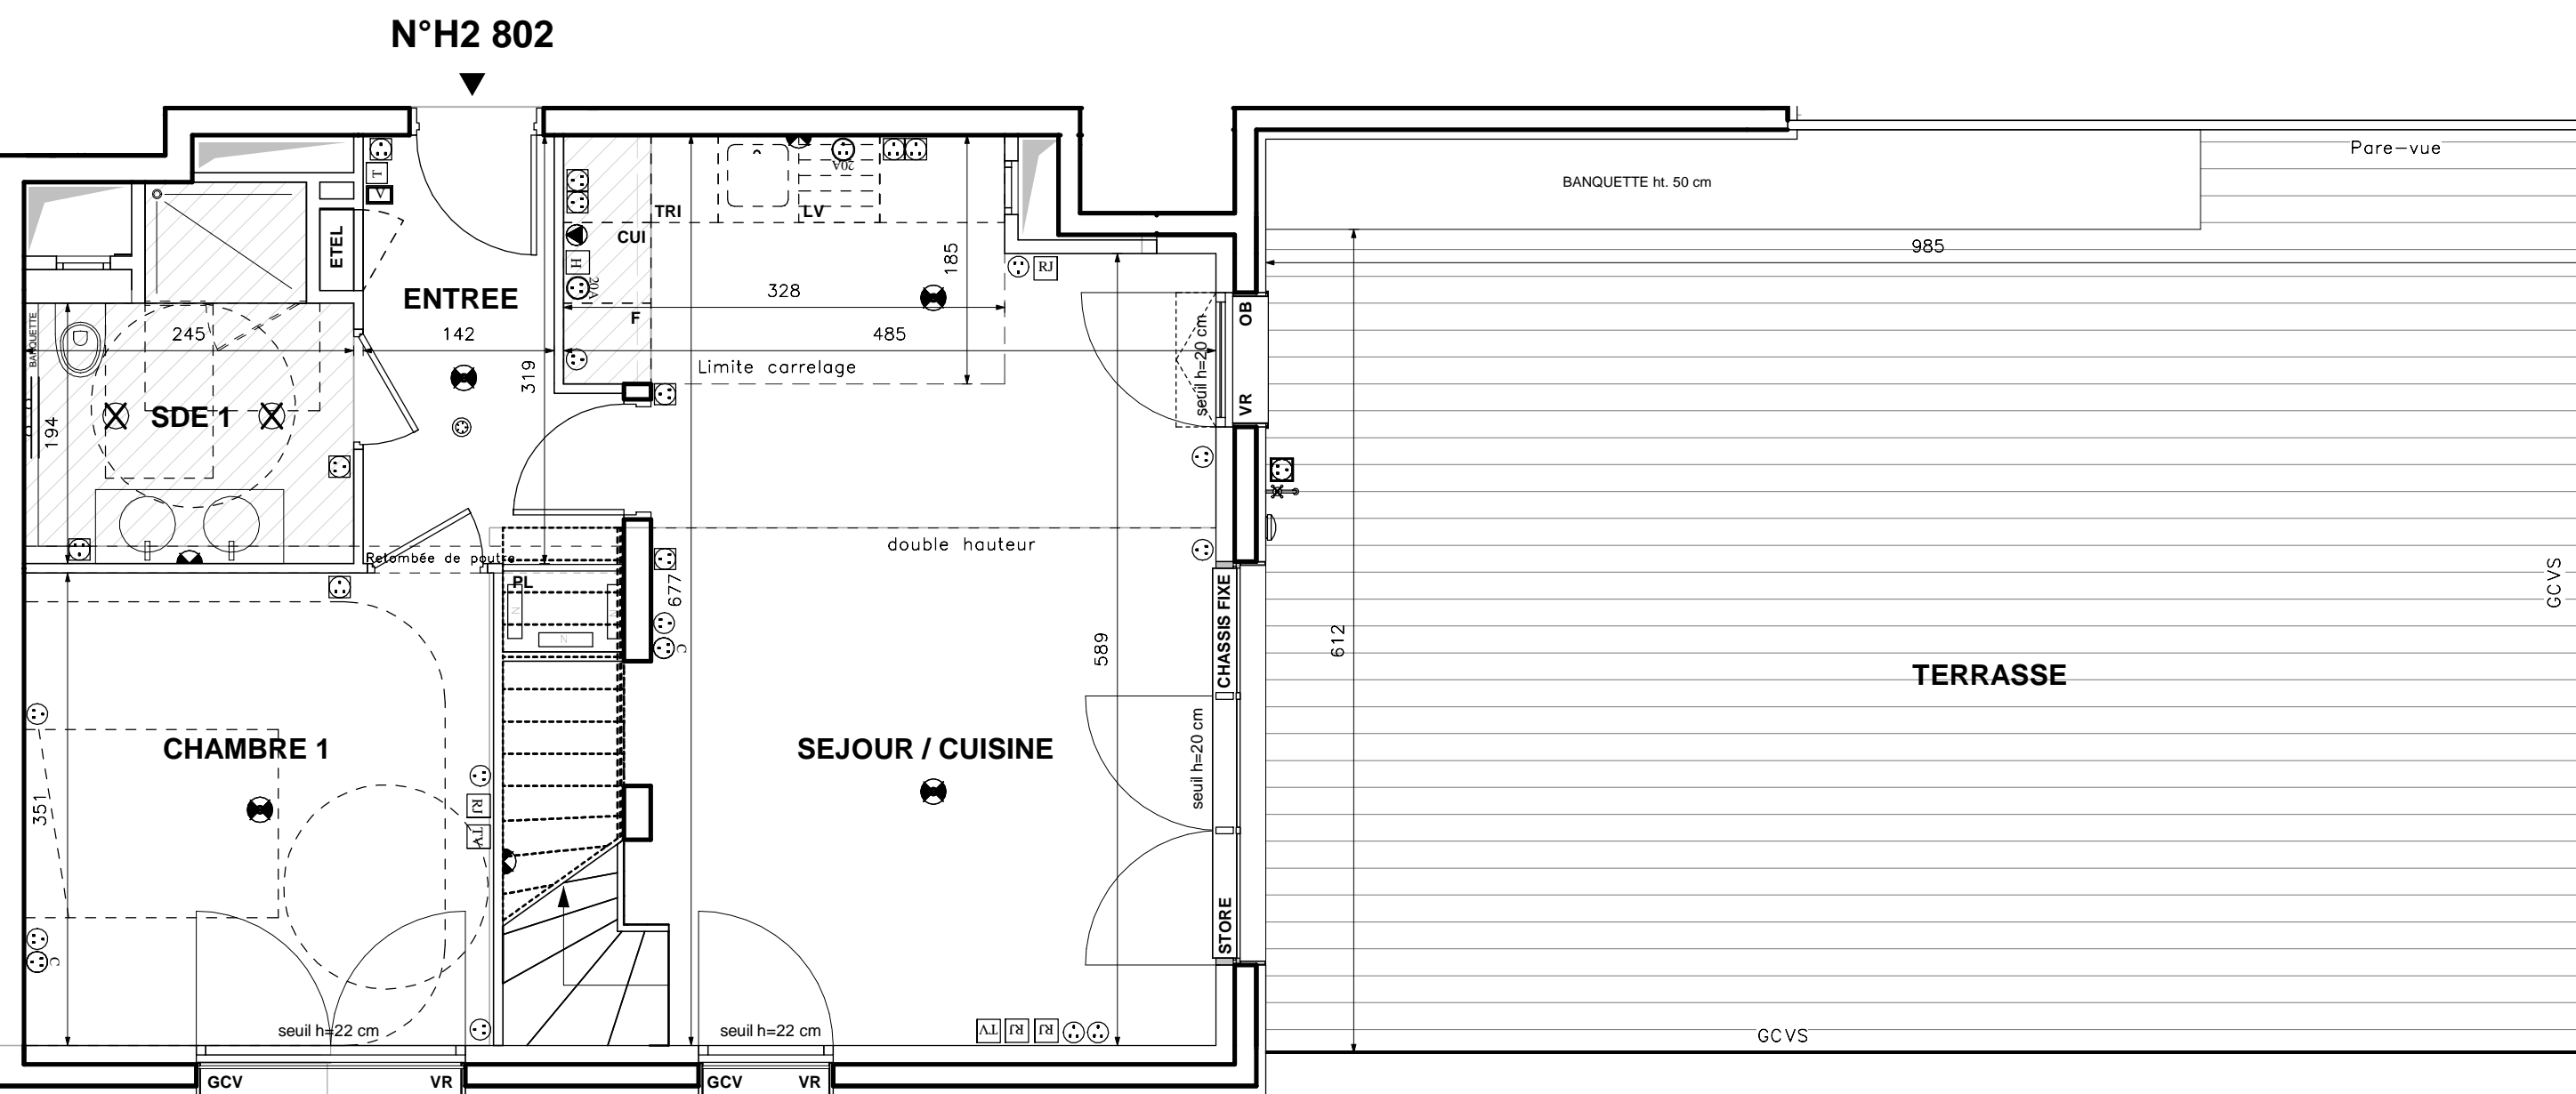 N°H2 802
Pare-vue
BANQUETTE ht. 50 cm
T
V
20A
TRI
LV
CUI
ETEL
H
20A
185
RJ
985
ENTREE
328
F
OB
BANQUETTE
245
142
485
seuil h=20 cm
Limite carrelage
319
VR
SDE 1
194
double hauteur
Retombée de poutre
PL
677
N
N
N
C
CHASSIS FIXE
589
612
GCVS
TERRASSE
CHAMBRE 1
SEJOUR / CUISINE
seuil h=20 cm
351
RJ
TV
STORE
C
seuil h=22 cm
seuil h=22 cm
TV
RJ
RJ
GCVS
GCV
VR
GCV
VR